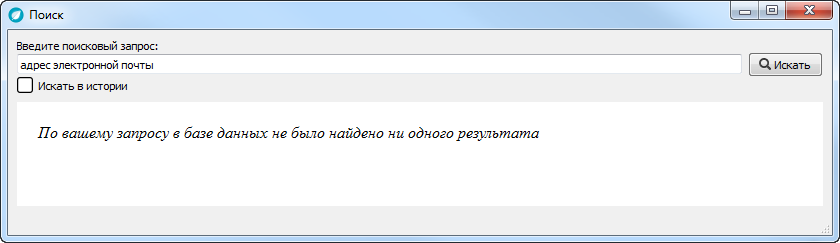 Поиск
Введите поисковый запрос:
адрес электронной почты
Искать
Искать в истории
По вашему запросу в базе данных не было найдено ни одного результата